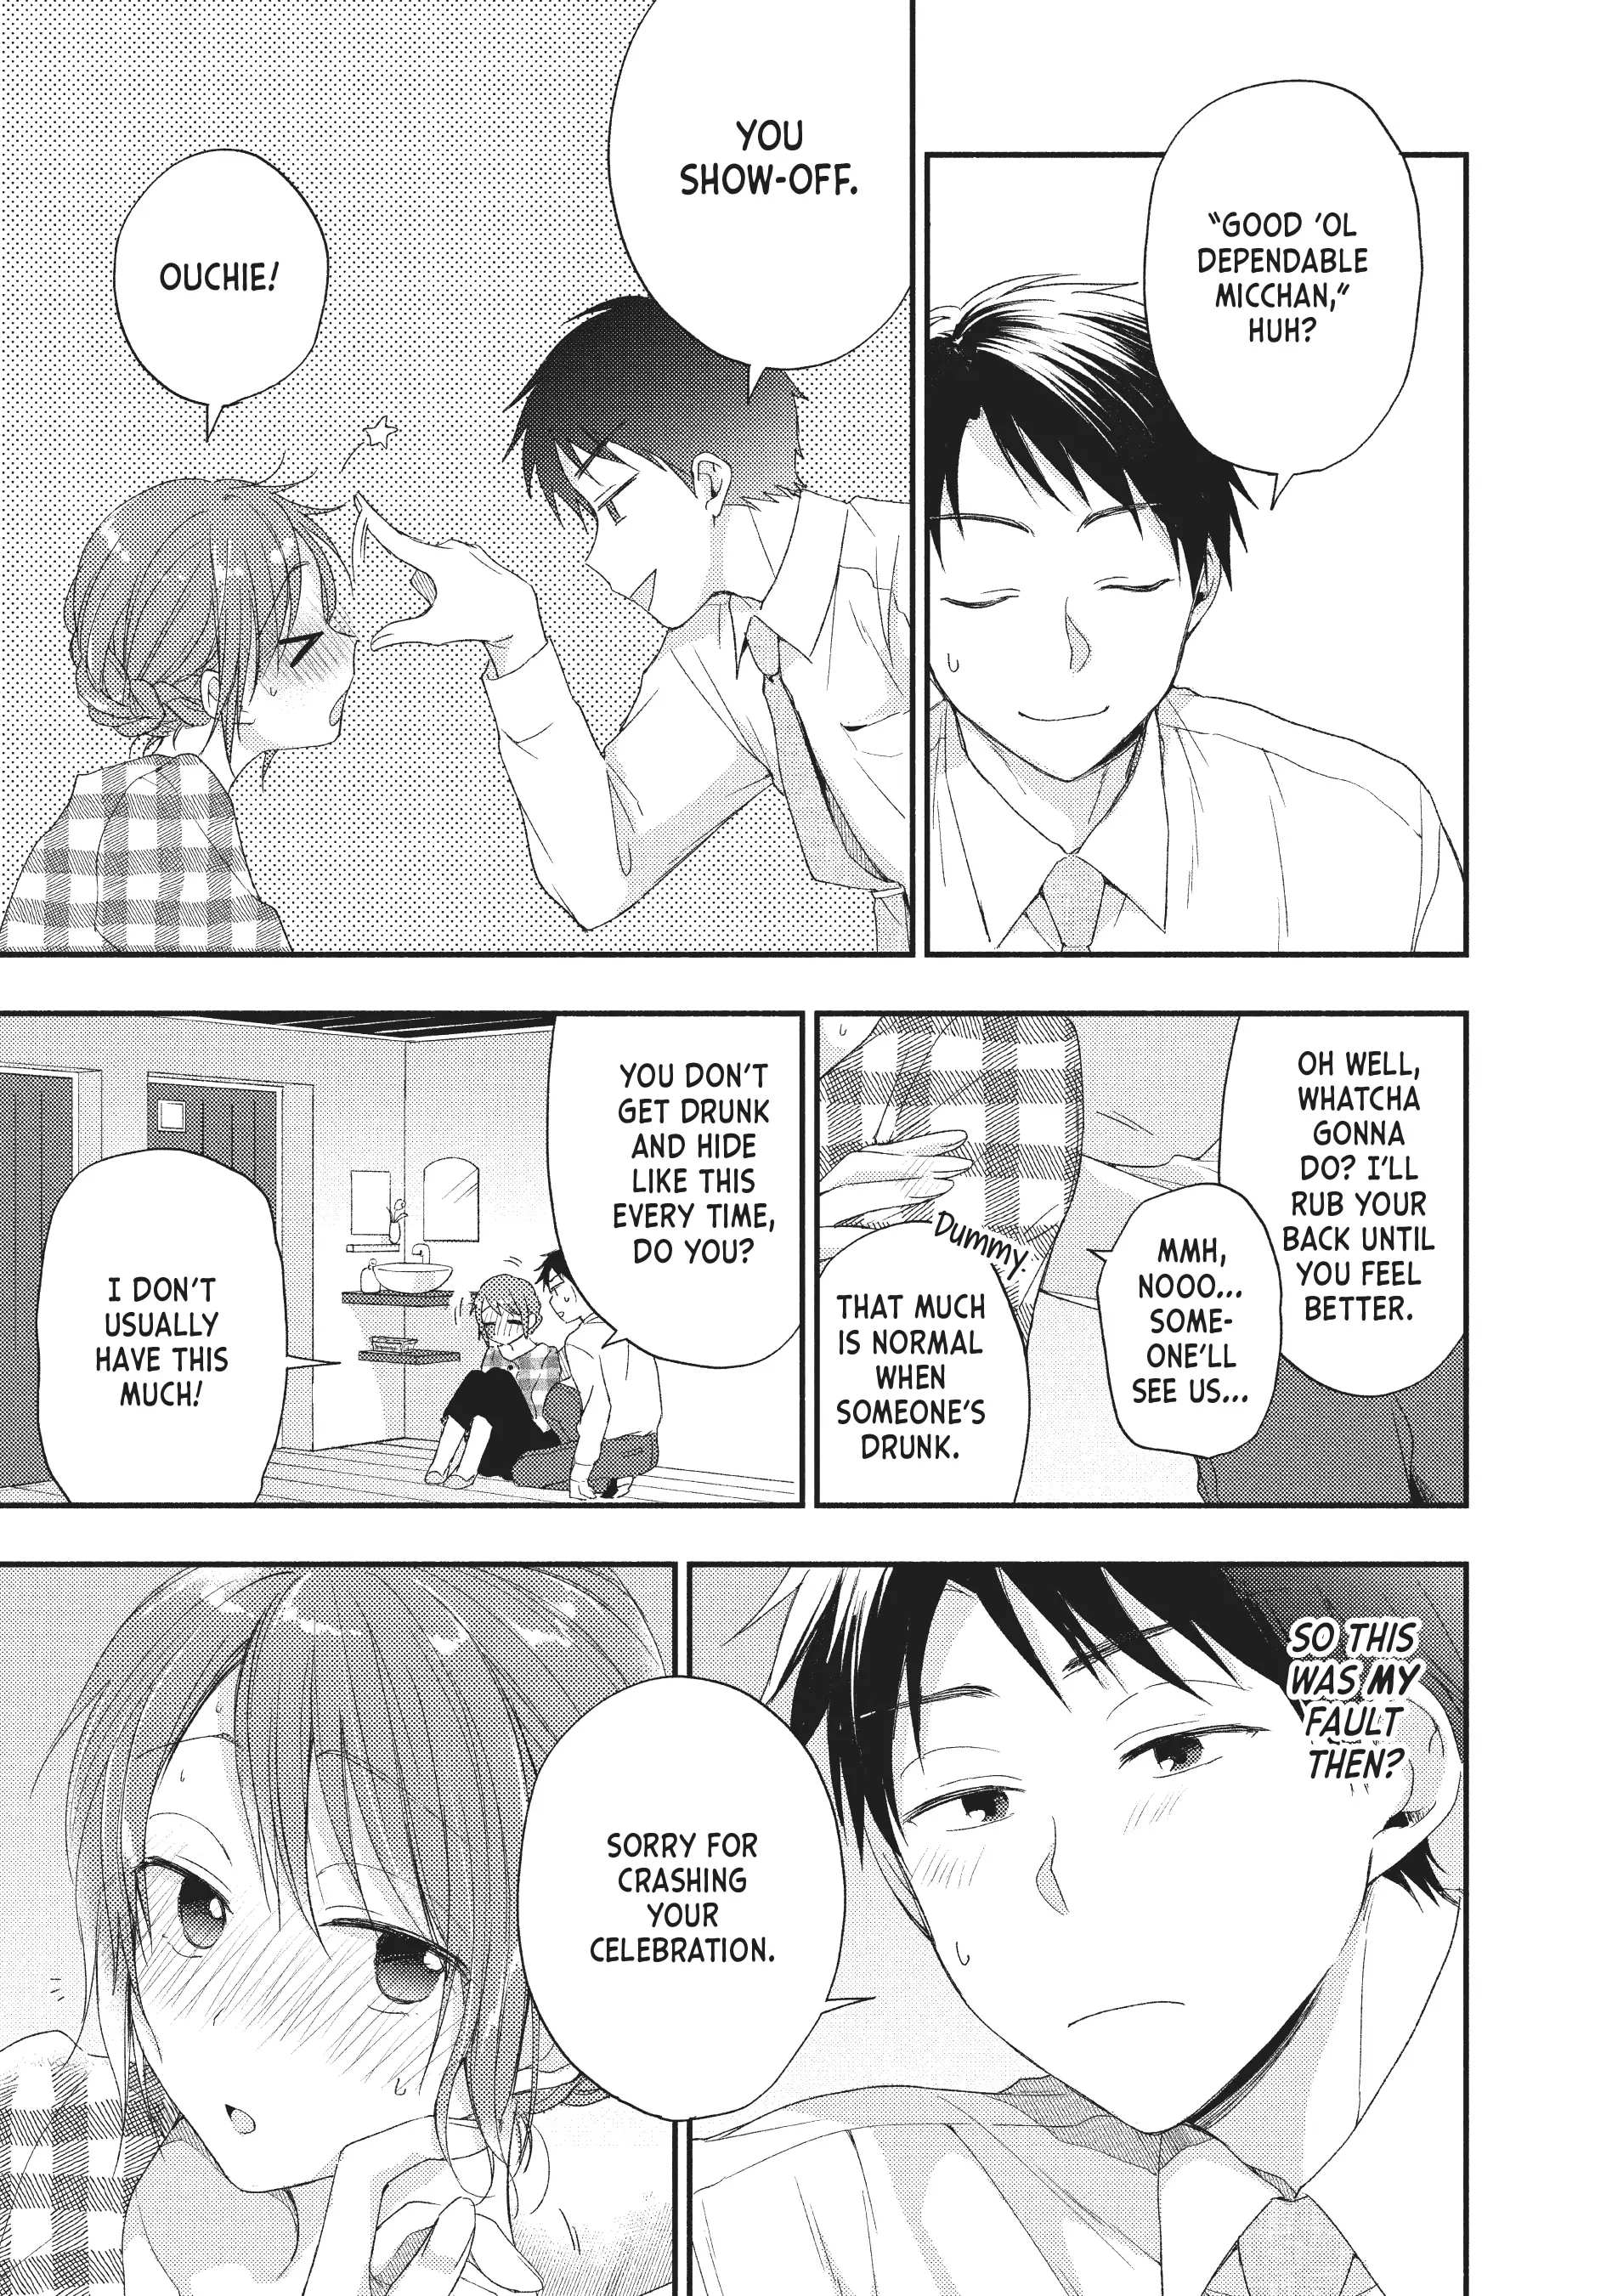 "GOOD 'OL
DEPENDABLE
MICCHAN,"
HUH?
YOU
SHOW-OFF.
OUCHIE!
OH WELL,
WHATCHA
GONNA
DO? I'LL
RUB YOUR
BACK UNTIL
YOU FEEL
BETTER.
MMH,
NOOO...
SOME-
ONE'LL
SEE US...
Dummy.
THAT MUCH
IS NORMAL
WHEN
SOMEONE'S
DRUNK.
YOU DON'T
GET DRUNK
AND HIDE
LIKE THIS
EVERY TIME,
DO YOU?
I DON'T
USUALLY
HAVE THIS
MUCH!
SO THIS
WAS MY
FAULT
THEN?
SORRY FOR
CRASHING
YOUR
CELEBRATION.